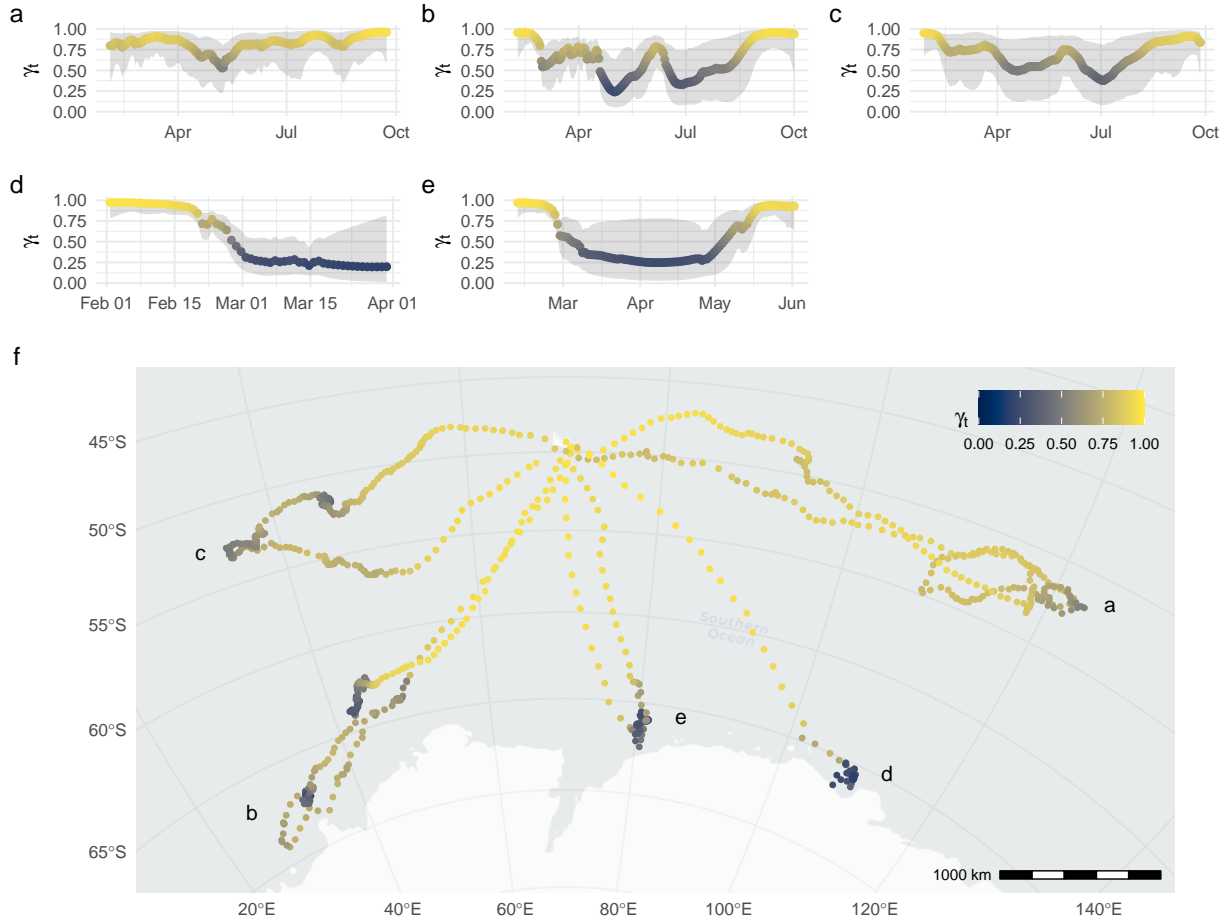 a
b
c
γt
1.00
0.75
0.50
0.25
0.00
Apr
Jul
Oct
γt
1.00
0.75
0.50
0.25
0.00
Apr
Jul
Oct
γt
1.00
0.75
0.50
0.25
0.00
Apr
Jul
Oct
d
e
γt
1.00
0.75
0.50
0.25
0.00
Feb 01
Feb 15
Mar 01
Mar 15
Apr 01
γt
1.00
0.75
0.50
0.25
0.00
Mar
Apr
May
Jun
f
γt
0.00 0.25 0.50 0.75 1.00
45°S
50°S
55°S
60°S
65°S
c
a
Southern
Ocean
e
d
b
1000 km
20°E
40°E
60°E
80°E
100°E
120°E
140°E